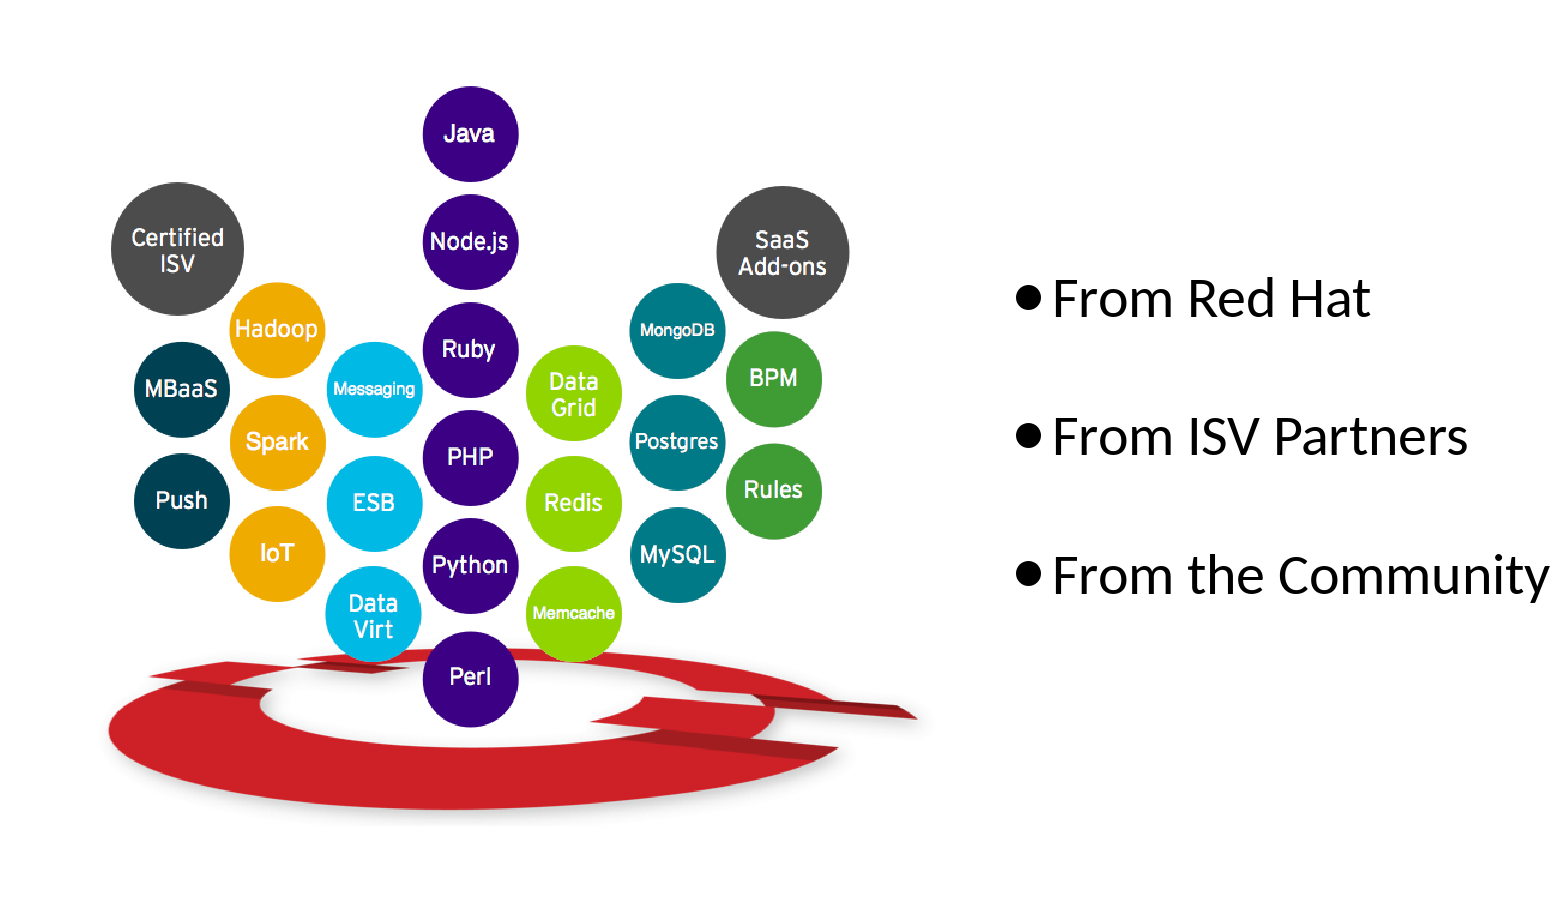 Java
Node.js
Ruby
PHP
Python
Perl
Certified
ISV
MBaaS
Push
Hadoop
Spark
IoT
Messaging
ESB
Data
Virt
Data
Grid
Redis
Memcache
MongoDB
Postgres
MySQL
SaaS
Add-ons
BPM
Rules
• From Red Hat
• From ISV Partners
• From the Community